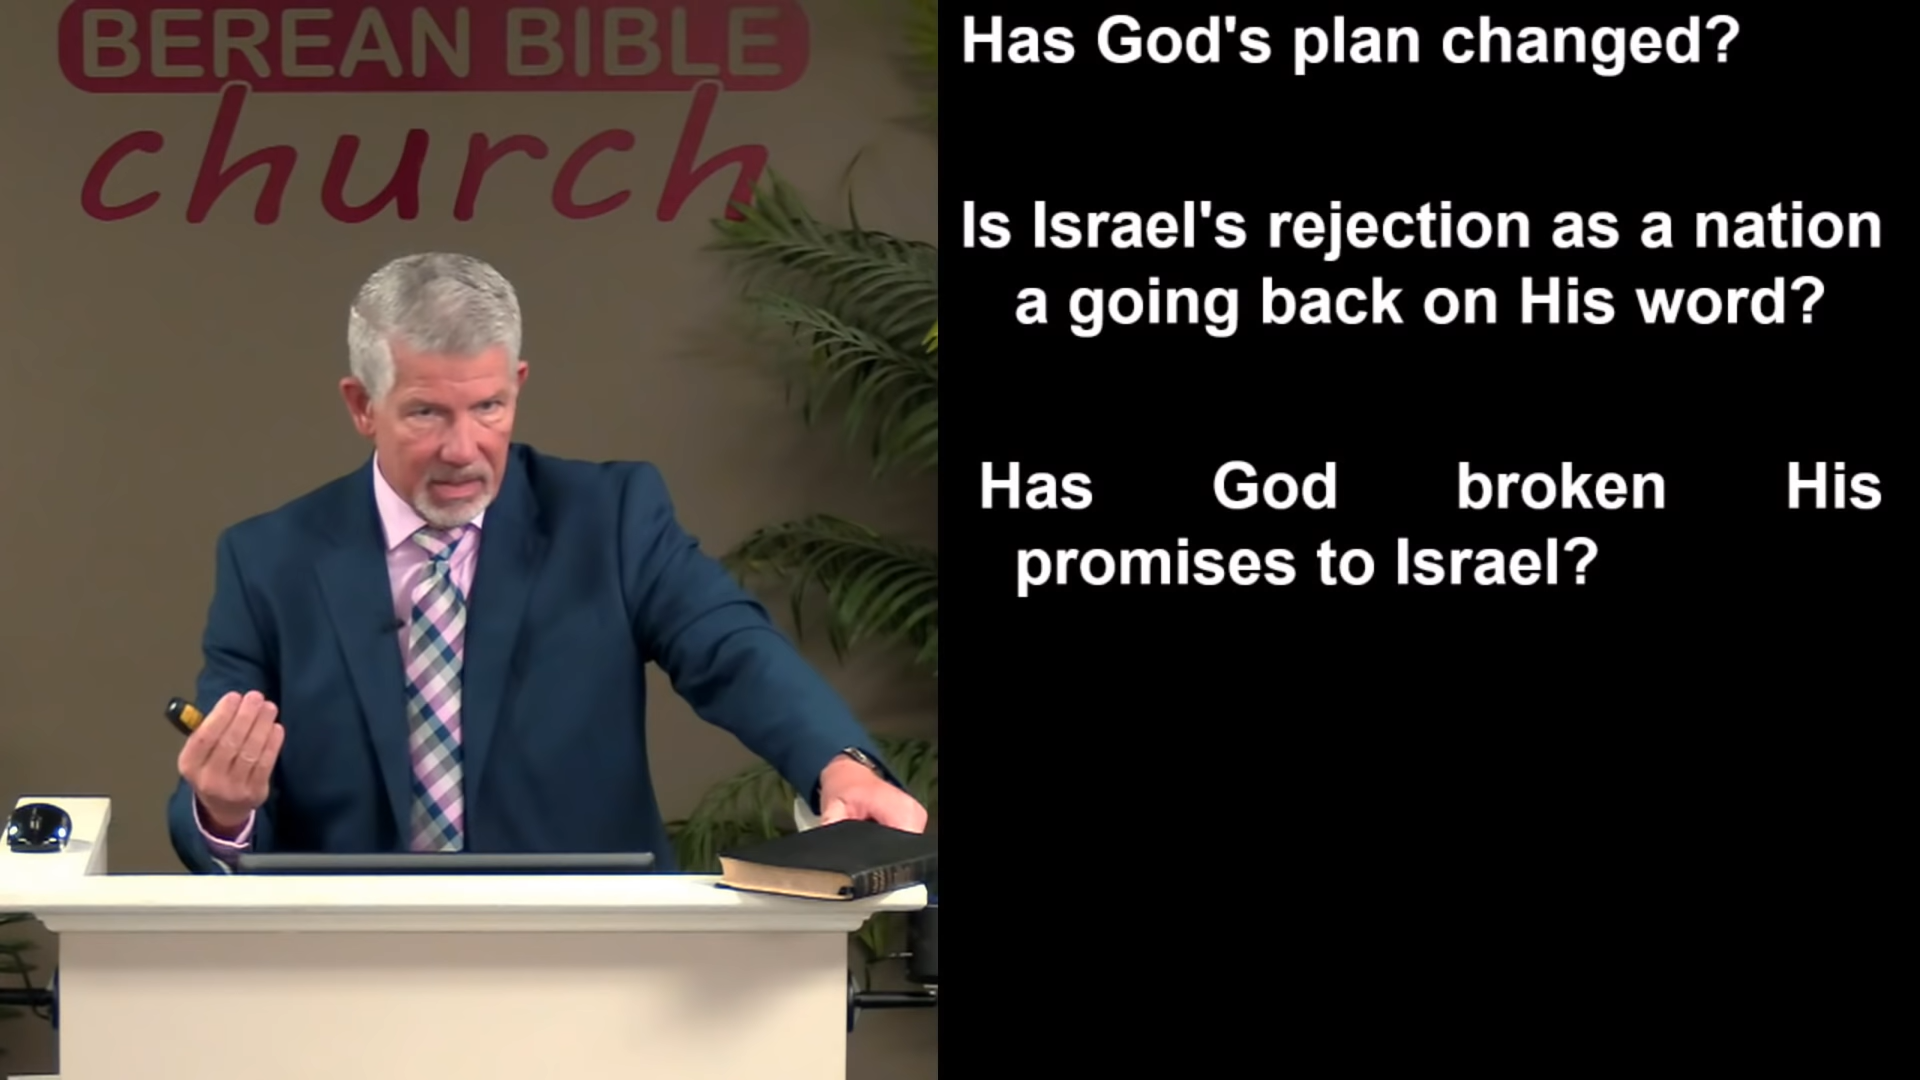 BEREAN BIBLE
church
Has God's plan changed?
Is Israel's rejection as a nation
a going back on His word?
Has God broken His
promises to Israel?